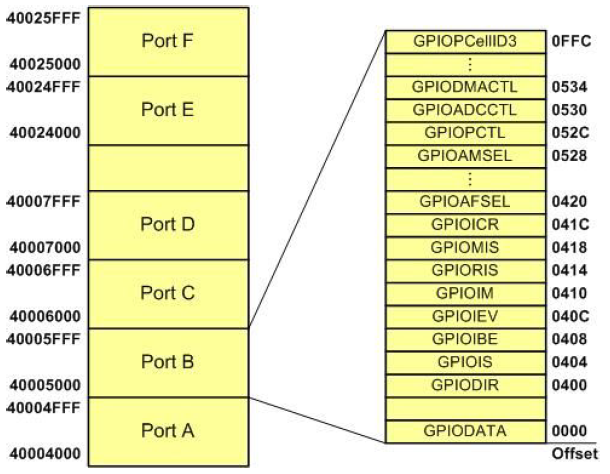 40025FFF
Port F
40025000
40024FFF
Port E
40024000
40007FFF
Port D
40007000
40006FFF
Port C
40006000
40005FFF
Port B
40005000
40004FFF
Port A
40004000
GPIOPCellID3 0FFC
⋮
GPIODMACTL 0534
GPIOADCCTL 0530
GPIOPCTL 052C
GPIOAMSEL 0528
⋮
GPIOAFSEL 0420
GPIOICR 041C
GPIOMIS 0418
GPIORIS 0414
GPIOIM 0410
GPIOIEV 040C
GPIOIBE 0408
GPIOIS 0404
GPIODIR 0400
GPIODATA 0000
Offset